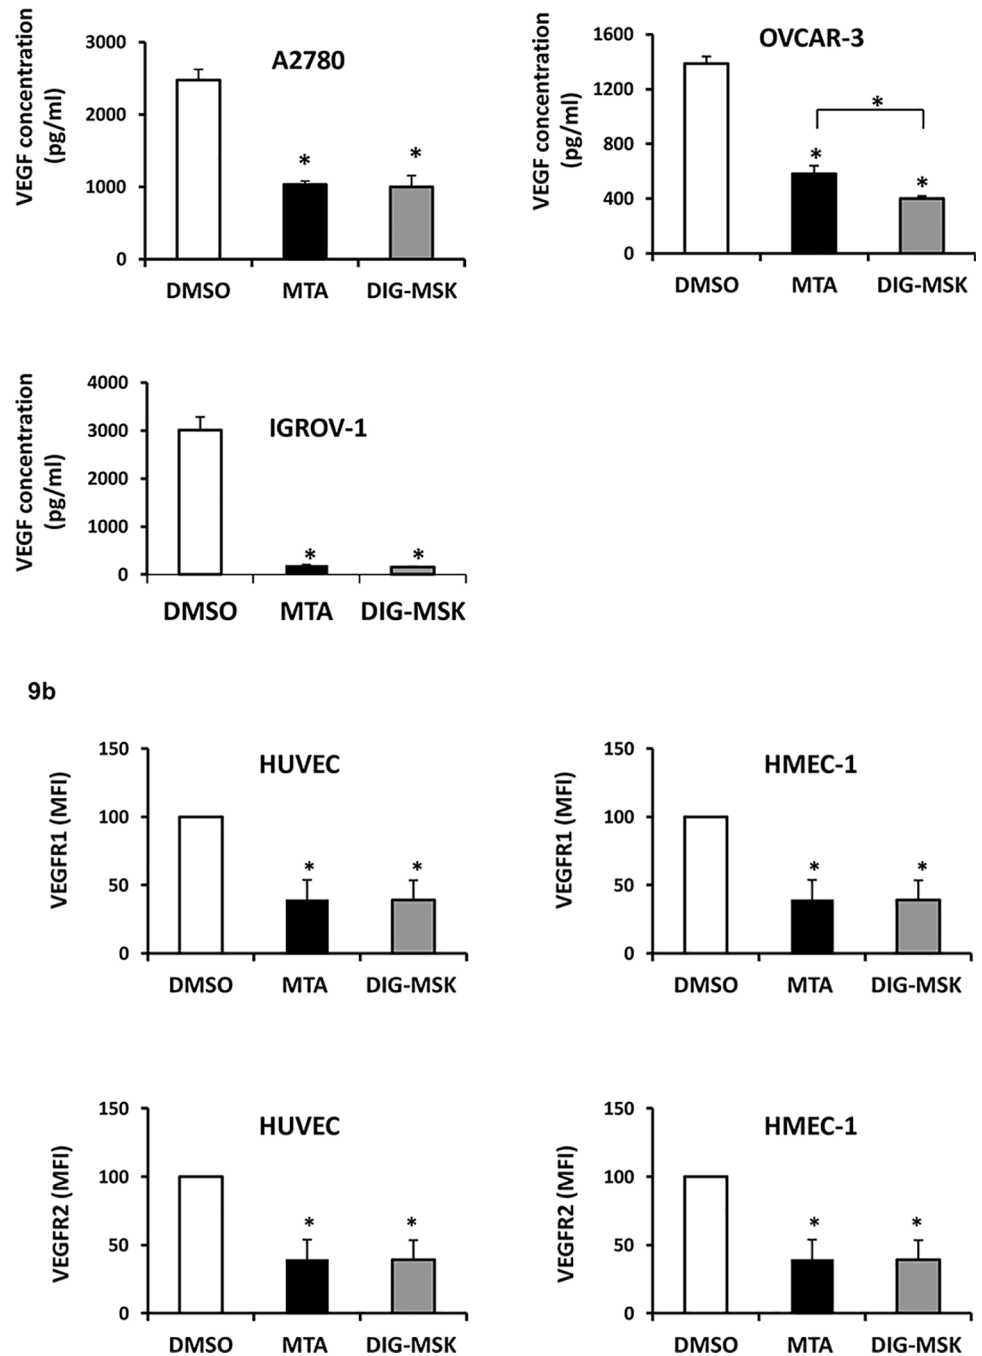 A2780
VEGF concentration
(pg/ml)
3000
2000
1000
0
*
*
DMSO
MTA
DIG-MSK
OVCAR-3
VEGF concentration
(pg/ml)
1600
1200
800
400
0
*
*
*
DMSO
MTA
DIG-MSK
IGROV-1
VEGF concentration
(pg/ml)
4000
3000
2000
1000
0
*
*
DMSO
MTA
DIG-MSK
9b
HUVEC
VEGFR1 (MFI)
150
100
50
0
*
*
DMSO
MTA
DIG-MSK
HMEC-1
VEGFR1 (MFI)
150
100
50
0
*
*
DMSO
MTA
DIG-MSK
HUVEC
VEGFR2 (MFI)
150
100
50
0
*
*
DMSO
MTA
DIG-MSK
HMEC-1
VEGFR2 (MFI)
150
100
50
0
*
*
DMSO
MTA
DIG-MSK